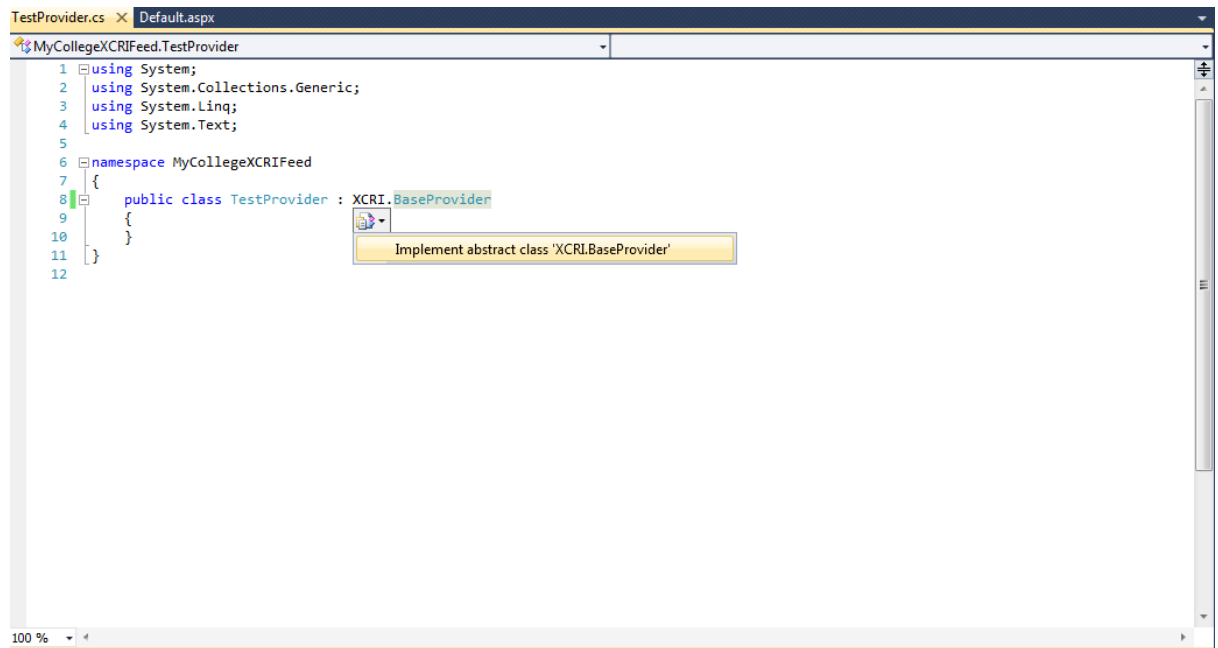 TestProvider.cs Default.aspx
MyCollegeXCRIFeed.TestProvider
1 using System;
2 using System.Collections.Generic;
3 using System.Linq;
4 using System.Text;
5
6 namespace MyCollegeXCRIFeed
7 {
8 public class TestProvider : XCRI.BaseProvider
9 {
10 }
Implement abstract class 'XCRI.BaseProvider'
11 }
12
100 %